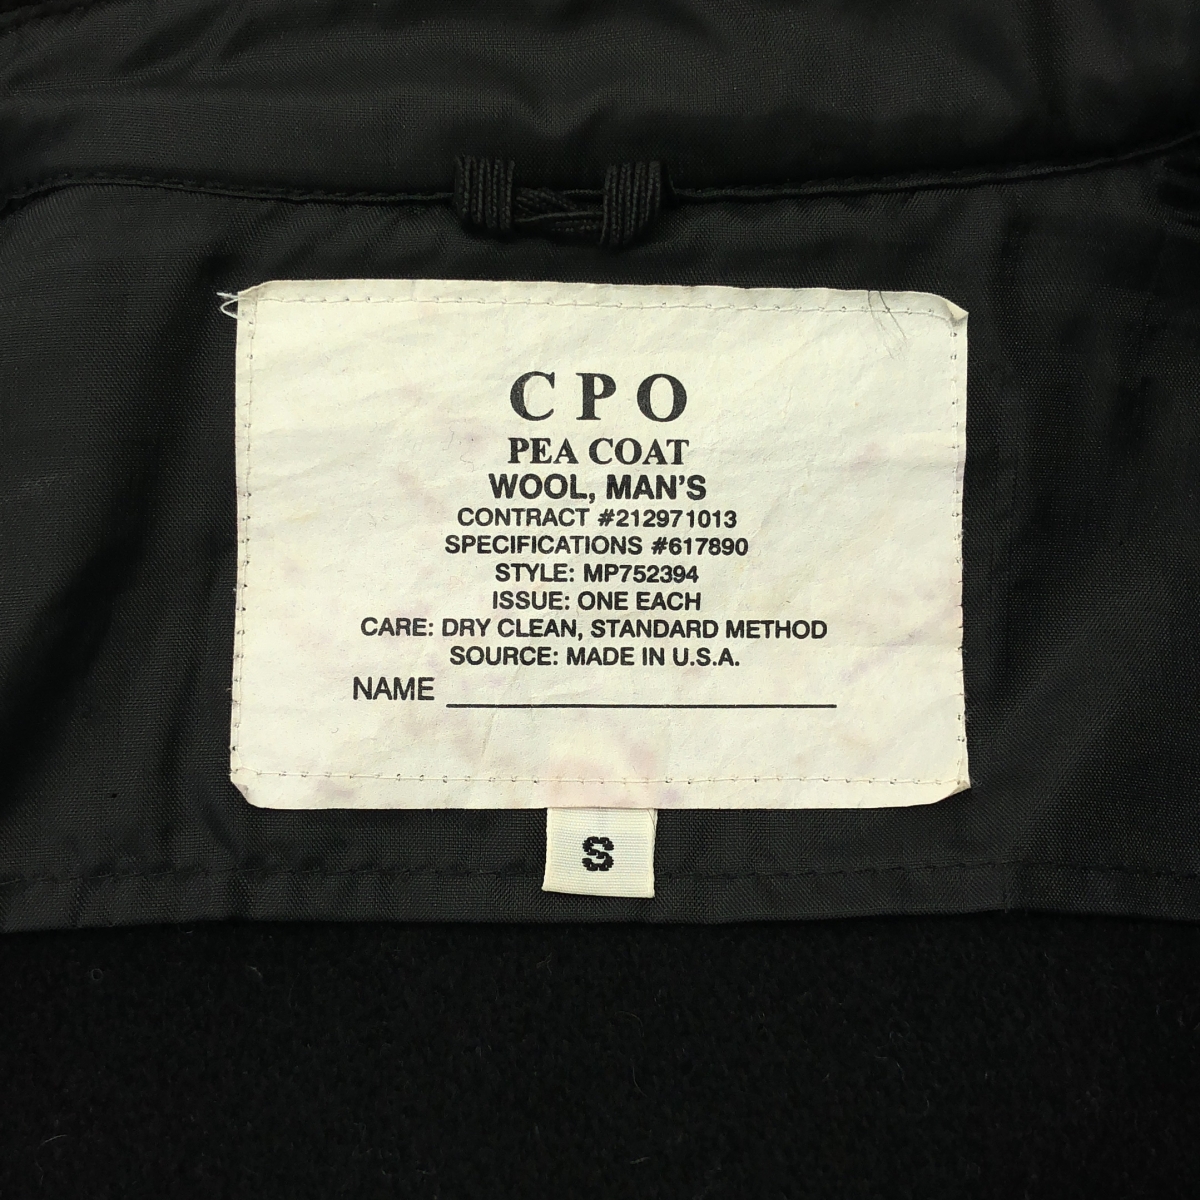 C P O
PEA COAT
WOOL, MAN'S
CONTRACT #212971013
SPECIFICATIONS #617890
STYLE: MP752394
ISSUE: ONE EACH
CARE: DRY CLEAN, STANDARD METHOD
SOURCE: MADE IN U.S.A.
NAME
S